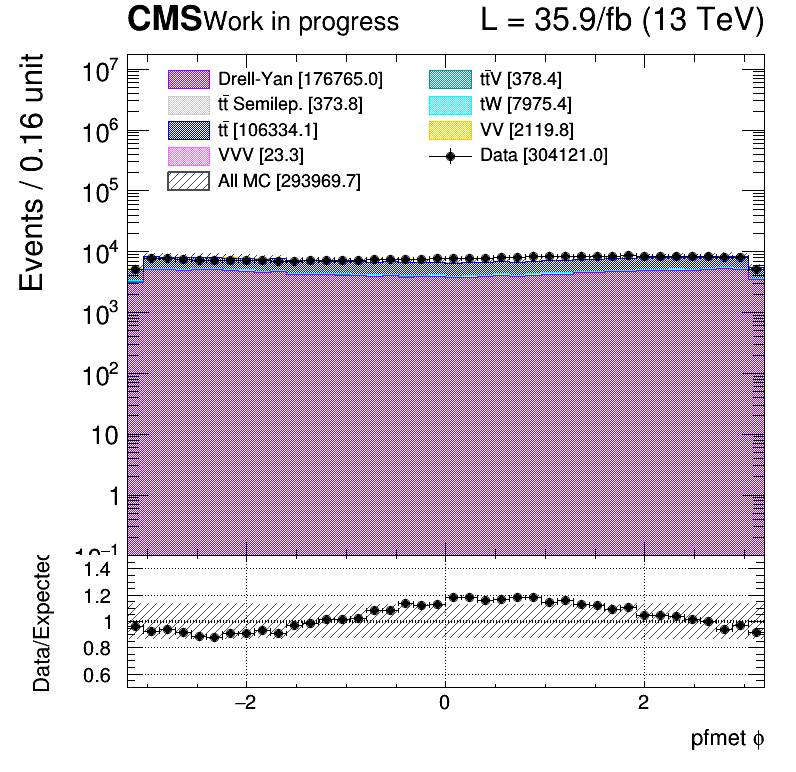 CMS Work in progress L = 35.9/fb (13 TeV)
Events / 0.16 unit
10⁷
10⁶
10⁵
10⁴
10³
10²
10
1
10⁻¹
Drell-Yan [176765.0]
tt̄ Semilep. [373.8]
tt̄ [106334.1]
VVV [23.3]
All MC [293969.7]
tt̄V [378.4]
tW [7975.4]
VV [2119.8]
Data [304121.0]
Data/Expected
1.4
1.2
1
0.8
0.6
−2 0 2
pfmet ϕ